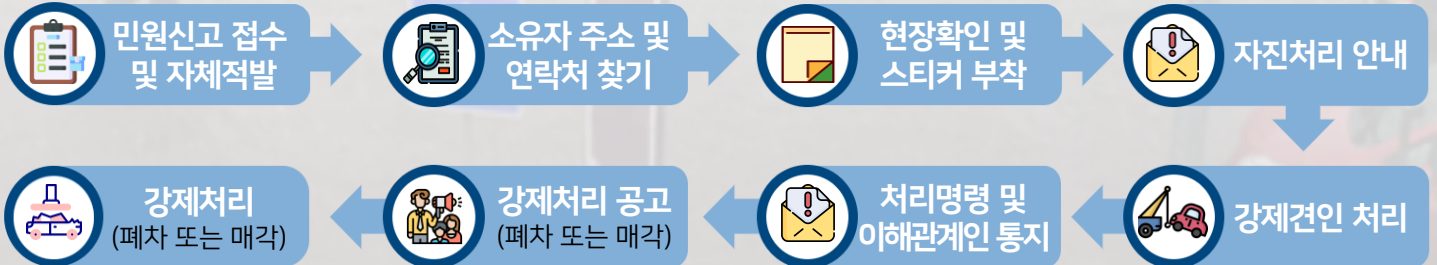 민원신고 접수
및 자체적발
소유자 주소 및
연락처 찾기
현장확인 및
스티커 부착
자진처리 안내
강제견인 처리
처리명령 및
이해관계인 통지
강제처리 공고
(폐차 또는 매각)
강제처리
(폐차 또는 매각)